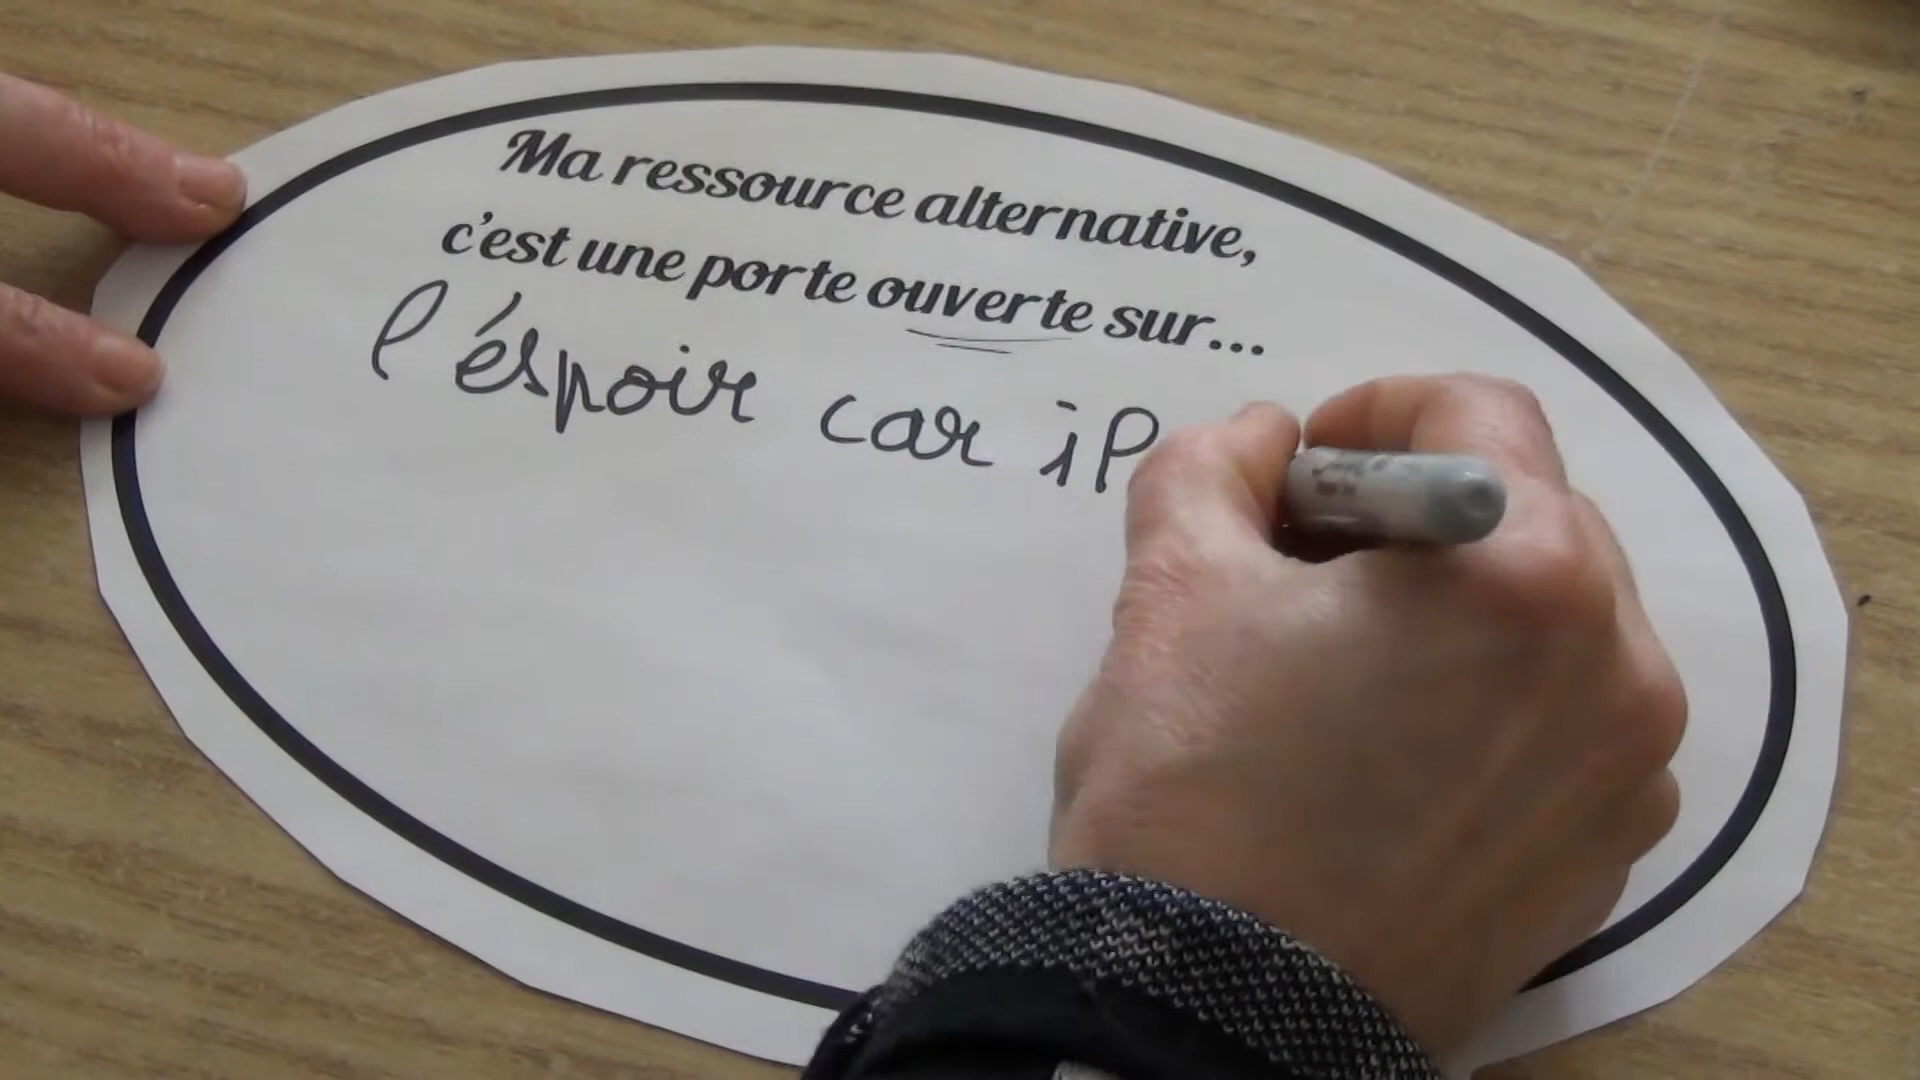 Ma ressource alternative,
c'est une porte ouverte sur...
l'éspoir car il